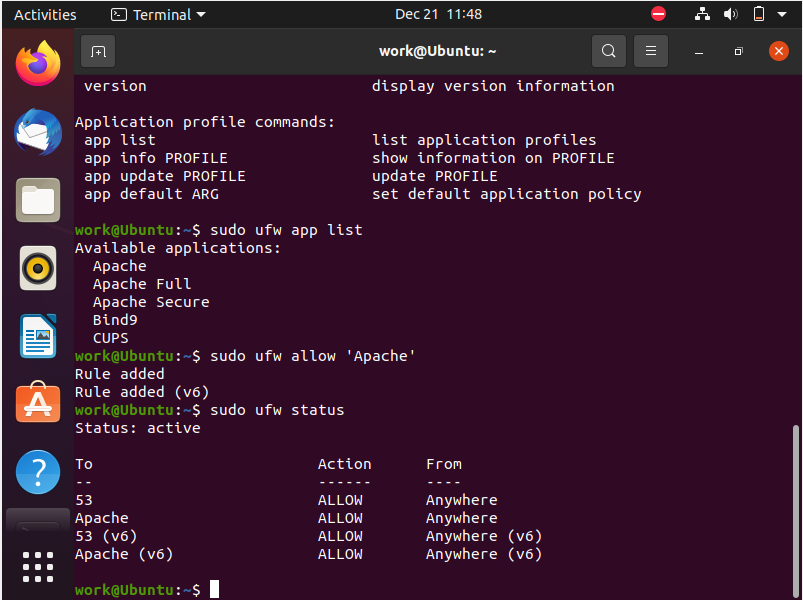 Activities Terminal Dec 21 11:48
work@Ubuntu: ~
version display version information
Application profile commands:
app list list application profiles
app info PROFILE show information on PROFILE
app update PROFILE update PROFILE
app default ARG set default application policy
work@Ubuntu:~$ sudo ufw app list
Available applications:
Apache
Apache Full
Apache Secure
Bind9
CUPS
work@Ubuntu:~$ sudo ufw allow 'Apache'
Rule added
Rule added (v6)
work@Ubuntu:~$ sudo ufw status
Status: active
To Action From
-- ------ ----
53 ALLOW Anywhere
Apache ALLOW Anywhere
53 (v6) ALLOW Anywhere (v6)
Apache (v6) ALLOW Anywhere (v6)
work@Ubuntu:~$